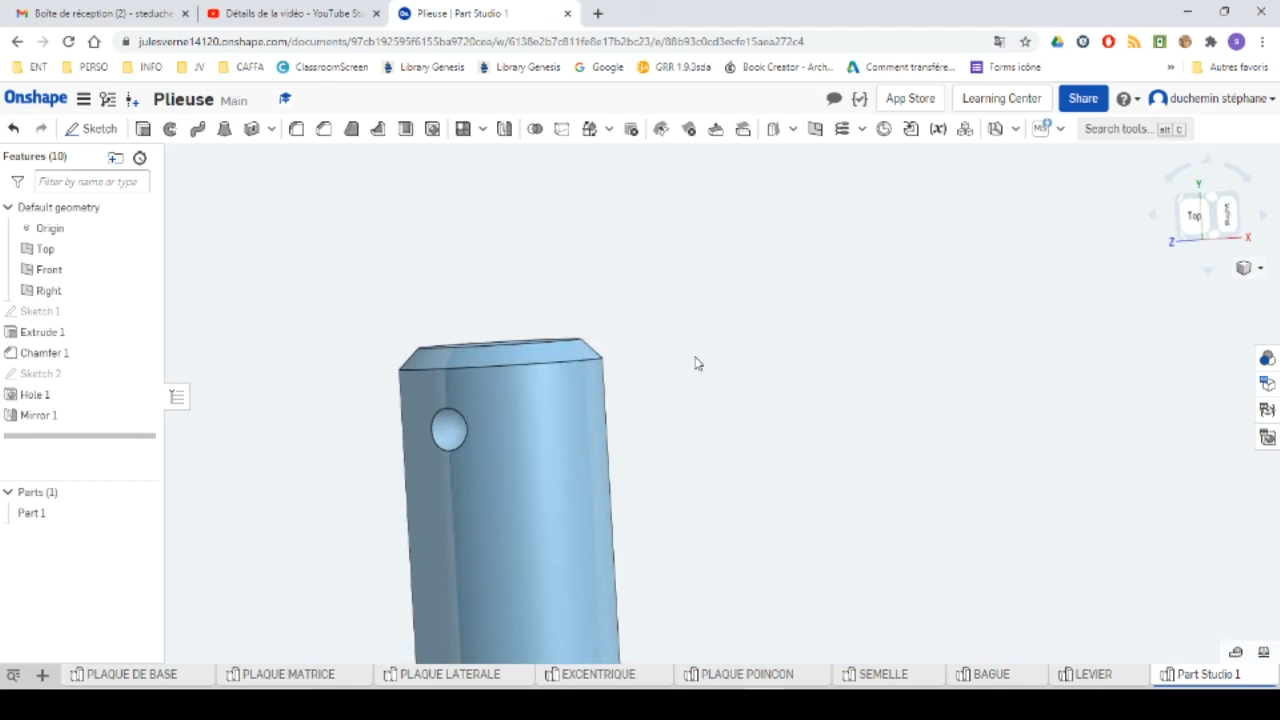 Boîte de réception (2) - steduche
Détails de la vidéo - YouTube Stu
Plieuse | Part Studio 1
julesverne14120.onshape.com/documents/97cb192595f6155ba9720cea/w/6138e2b7c811fe8e17b2bc23/e/88b93c0cd3ecfe15aea272c4
ENT PERSO INFO JV CAFFA ClassroomScreen Library Genesis Library Genesis Google GRR 1.9.3sda Book Creator - Arch... Comment transfére... Forms icône » Autres favoris
Onshape Plieuse Main App Store Learning Center Share duchemin stéphane
Sketch Search tools... alt C
Features (10)
Filter by name or type
Default geometry
Origin
Top
Front
Right
Sketch 1
Extrude 1
Chamfer 1
Sketch 2
Hole 1
Mirror 1
Parts (1)
Part 1
Y
Top
Right
Z
X
PLAQUE DE BASE PLAQUE MATRICE PLAQUE LATERALE EXCENTRIQUE PLAQUE POINCON SEMELLE BAGUE LEVIER Part Studio 1